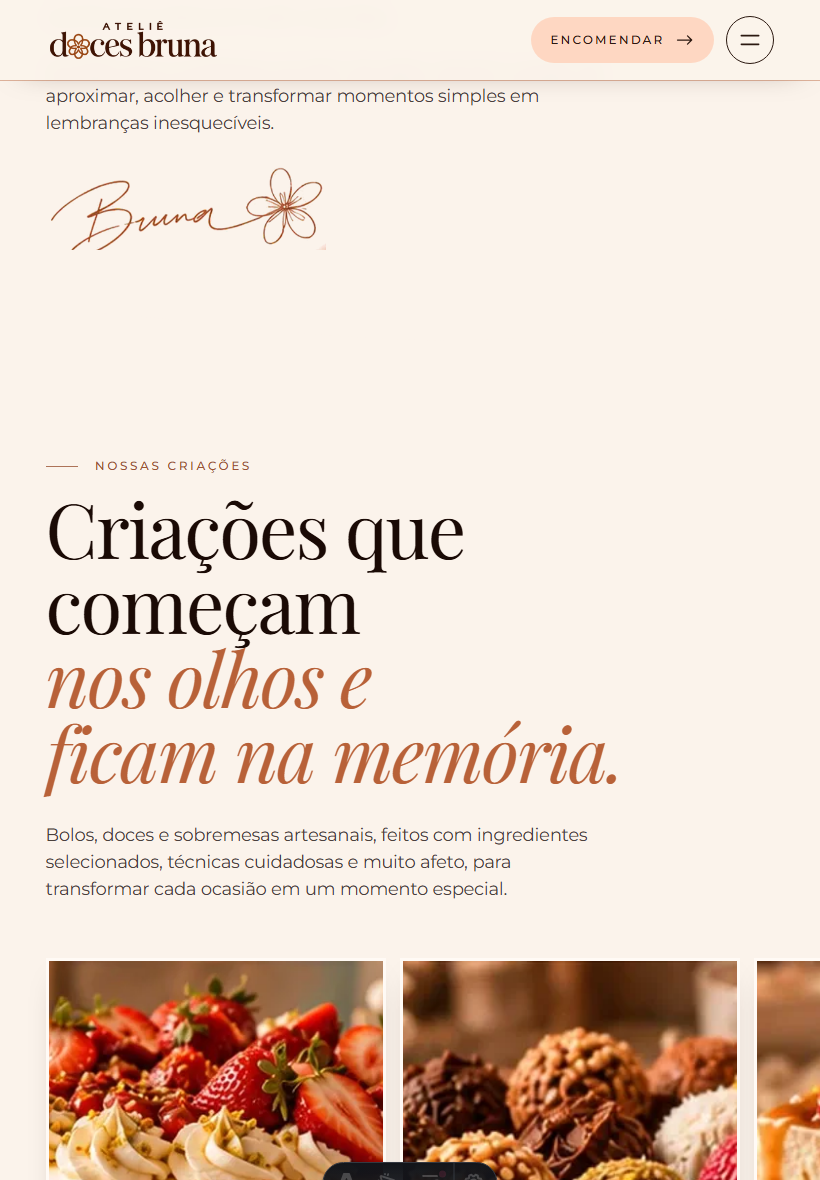 ATELIÊ
doces bruna
ENCOMENDAR
aproximar, acolher e transformar momentos simples em
lembranças inesquecíveis.
Bruna
NOSSAS CRIAÇÕES
Criações que
começam
nos olhos e
ficam na memória.
Bolos, doces e sobremesas artesanais, feitos com ingredientes
selecionados, técnicas cuidadosas e muito afeto, para
transformar cada ocasião em um momento especial.